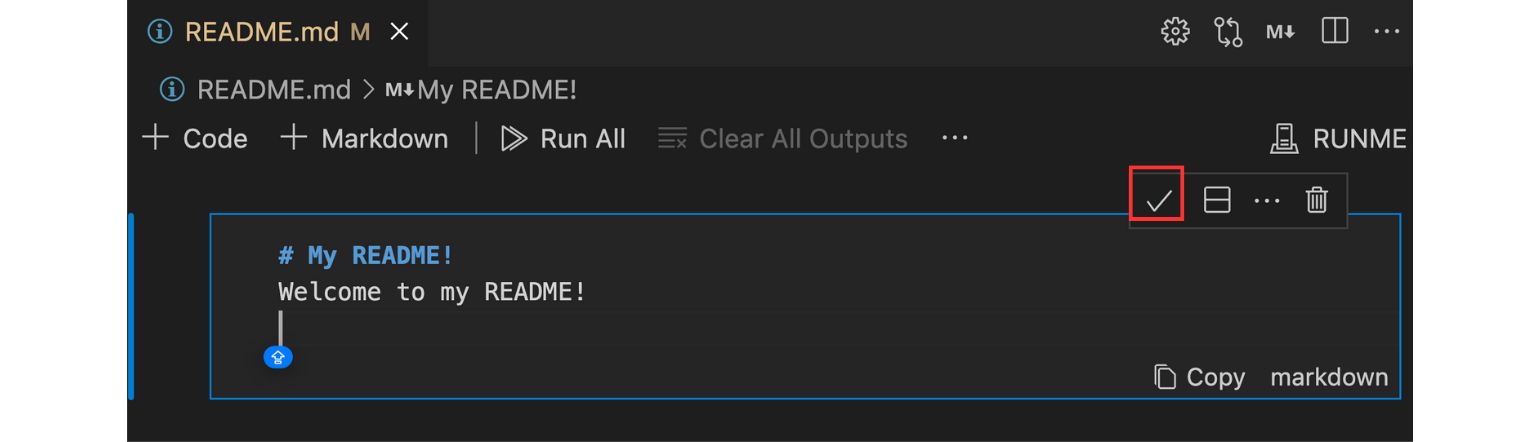 README.md M
README.md > M↓ My README!
+ Code + Markdown | Run All Clear All Outputs ··· RUNME
# My README!
Welcome to my README!
Copy markdown